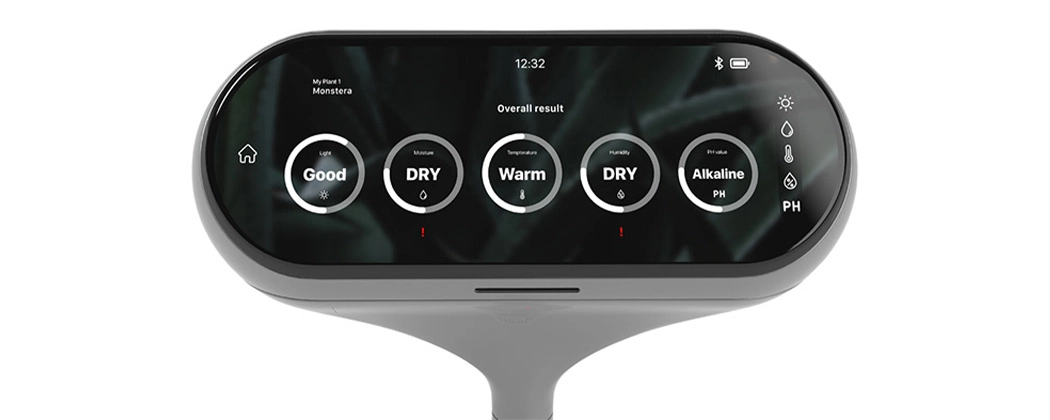 12:32
My Plant 1
Monstera
Overall result
Light
Good
Moisture
DRY
!
Temperature
Warm
Humidity
DRY
!
PH value
Alkaline
PH
%
PH